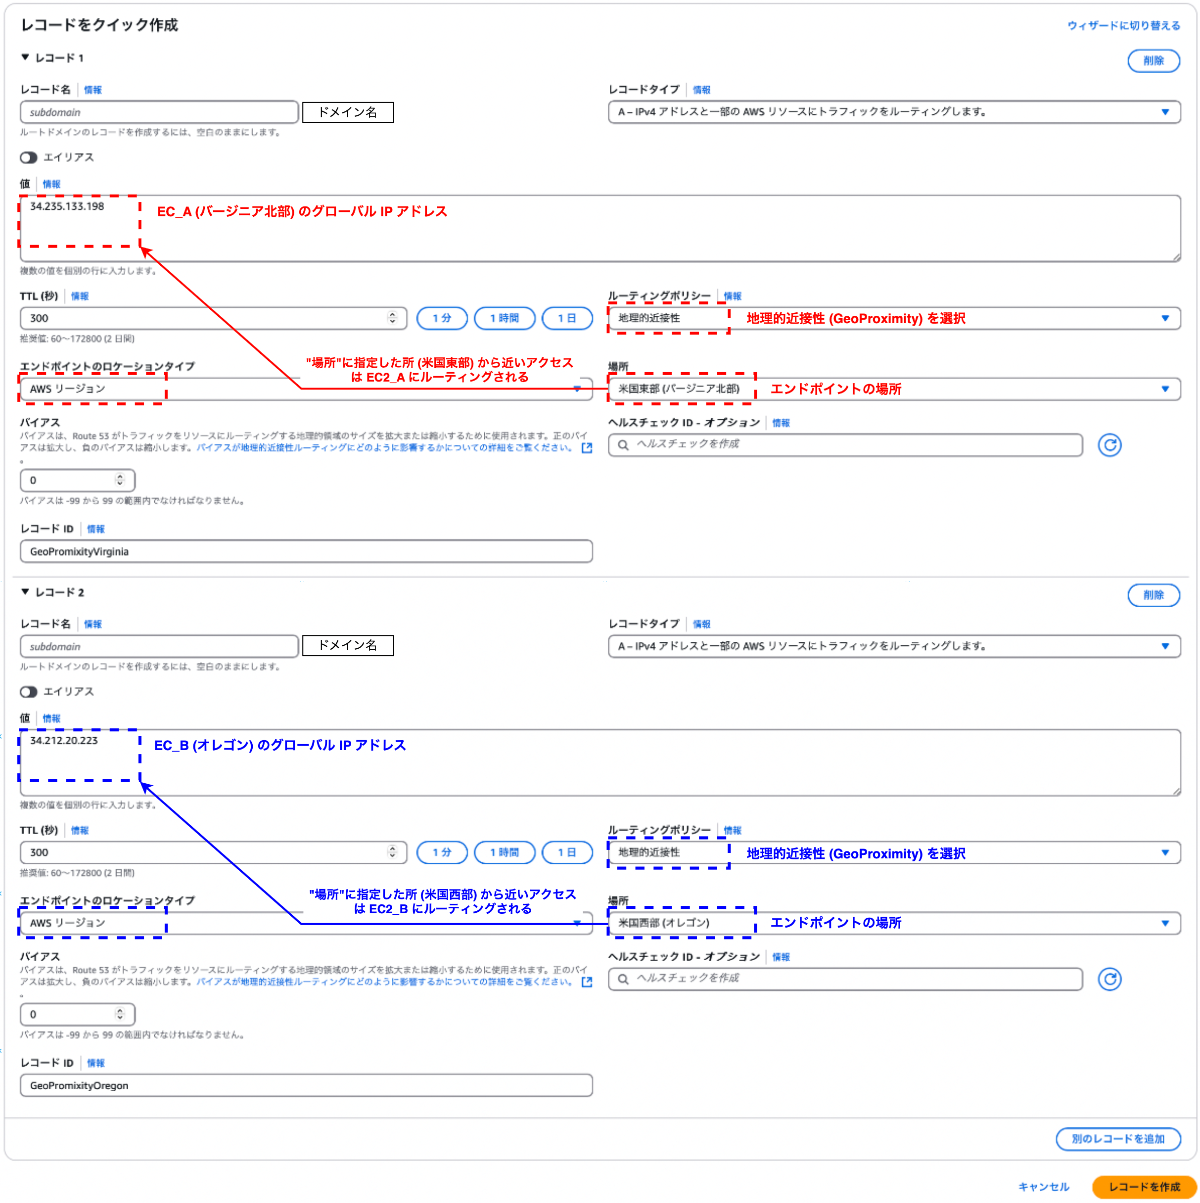 レコードをクイック作成
ウィザードに切り替える
▼ レコード 1
削除
レコード名 情報
subdomain
ドメイン名
ルートドメインのレコードを作成するには、空白のままにします。
レコードタイプ 情報
A – IPv4 アドレスと一部の AWS リソースにトラフィックをルーティングします。
エイリアス
値 情報
34.235.133.198
EC_A (バージニア北部) のグローバル IP アドレス
複数の値を個別の行に入力します。
TTL (秒) 情報
300
1 分
1 時間
1 日
推奨値: 60～172800 (2 日間)
ルーティングポリシー 情報
地理的近接性
地理的近接性 (GeoProximity) を選択
エンドポイントのロケーションタイプ
AWS リージョン
"場所"に指定した所 (米国東部) から近いアクセス
は EC2_A にルーティングされる
場所
米国東部 (バージニア北部)
エンドポイントの場所
バイアス
バイアスは、Route 53 がトラフィックをリソースにルーティングする地理的領域のサイズを拡大または縮小するために使用されます。正のバイ
アスは拡大し、負のバイアスは縮小します。バイアスが地理的近接性ルーティングにどのように影響するかについての詳細をご覧ください。
。
0
バイアスは -99 から 99 の範囲内でなければなりません。
ヘルスチェック ID - オプション 情報
ヘルスチェックを作成
レコード ID 情報
GeoPromixityVirginia
▼ レコード 2
削除
レコード名 情報
subdomain
ドメイン名
ルートドメインのレコードを作成するには、空白のままにします。
レコードタイプ 情報
A – IPv4 アドレスと一部の AWS リソースにトラフィックをルーティングします。
エイリアス
値 情報
34.212.20.223
EC_B (オレゴン) のグローバル IP アドレス
複数の値を個別の行に入力します。
TTL (秒) 情報
300
1 分
1 時間
1 日
推奨値: 60～172800 (2 日間)
ルーティングポリシー 情報
地理的近接性
地理的近接性 (GeoProximity) を選択
エンドポイントのロケーションタイプ
AWS リージョン
"場所"に指定した所 (米国西部) から近いアクセス
は EC2_B にルーティングされる
場所
米国西部 (オレゴン)
エンドポイントの場所
バイアス
バイアスは、Route 53 がトラフィックをリソースにルーティングする地理的領域のサイズを拡大または縮小するために使用されます。正のバイ
アスは拡大し、負のバイアスは縮小します。バイアスが地理的近接性ルーティングにどのように影響するかについての詳細をご覧ください。
。
0
バイアスは -99 から 99 の範囲内でなければなりません。
ヘルスチェック ID - オプション 情報
ヘルスチェックを作成
レコード ID 情報
GeoPromixityOregon
別のレコードを追加
キャンセル
レコードを作成